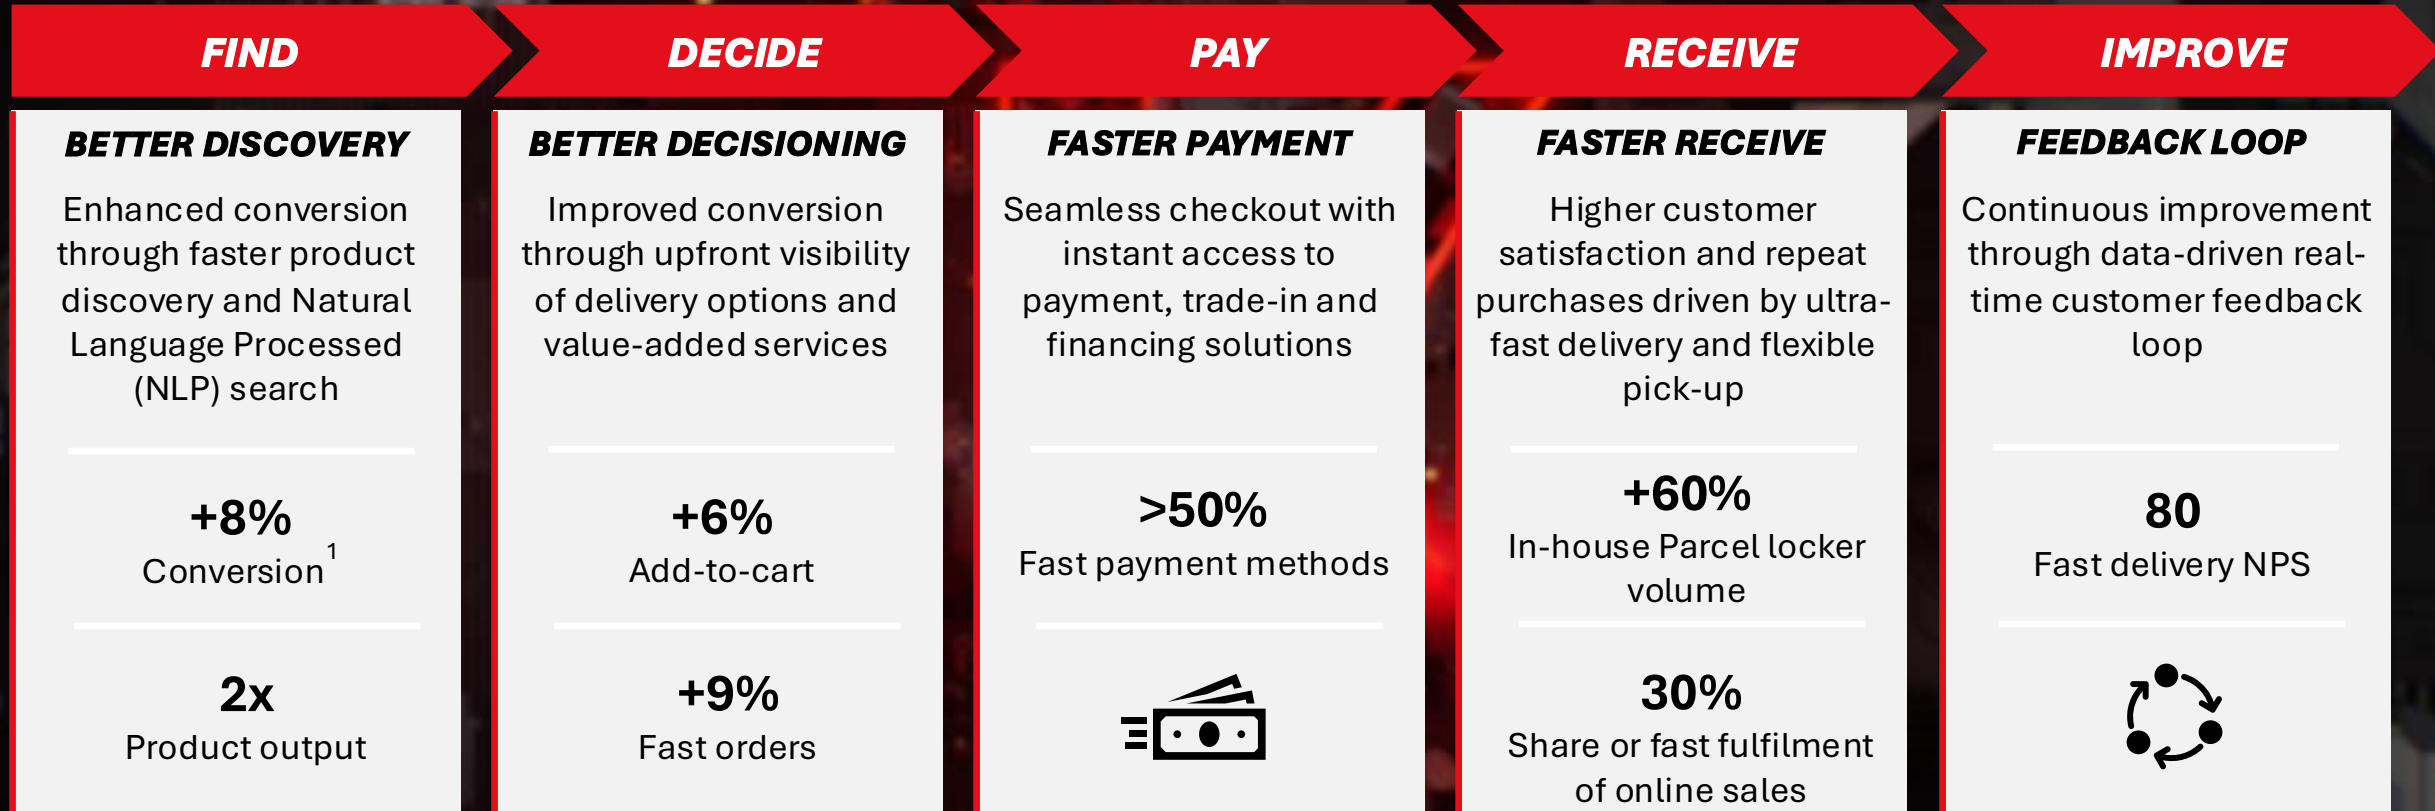 FIND
DECIDE
PAY
RECEIVE
IMPROVE
BETTER DISCOVERY
Enhanced conversion
through faster product
discovery and Natural
Language Processed
(NLP) search
+8%
Conversion1
2x
Product output
BETTER DECISIONING
Improved conversion
through upfront visibility
of delivery options and
value-added services
+6%
Add-to-cart
+9%
Fast orders
FASTER PAYMENT
Seamless checkout with
instant access to
payment, trade-in and
financing solutions
>50%
Fast payment methods
FASTER RECEIVE
Higher customer
satisfaction and repeat
purchases driven by ultra-
fast delivery and flexible
pick-up
+60%
In-house Parcel locker
volume
30%
Share or fast fulfilment
of online sales
FEEDBACK LOOP
Continuous improvement
through data-driven real-
time customer feedback
loop
80
Fast delivery NPS